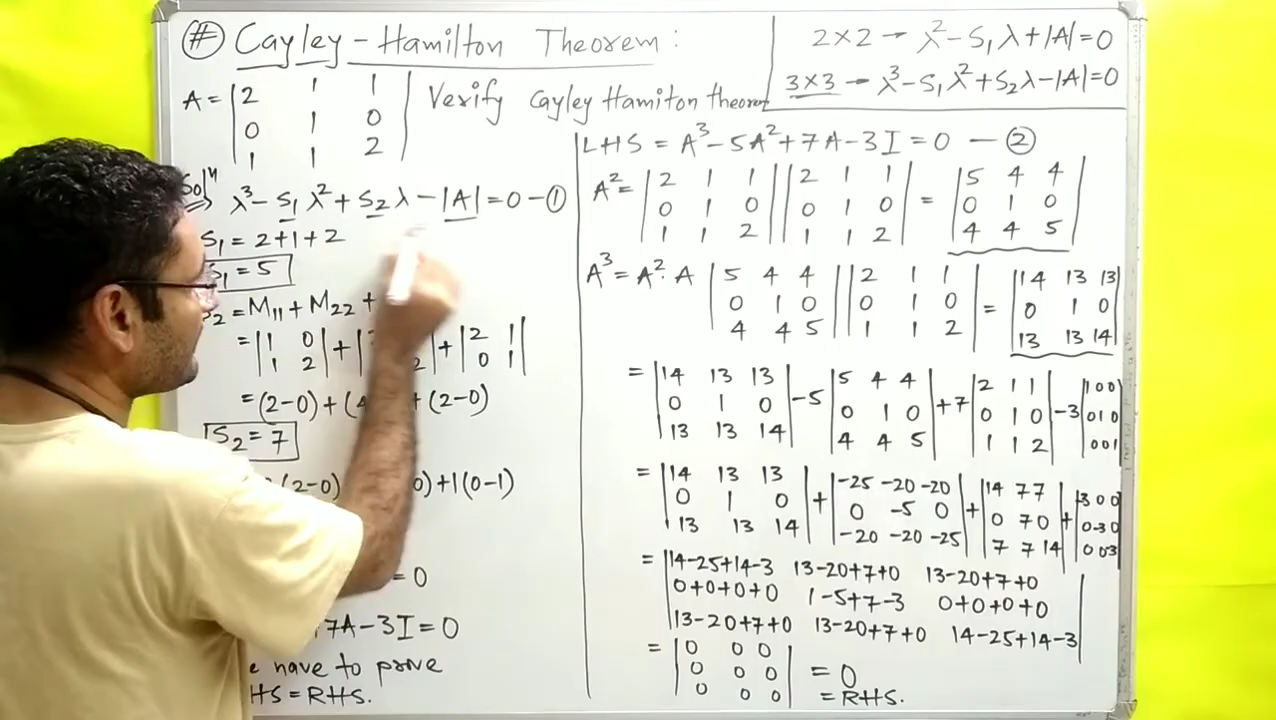 # Cayley-Hamilton Theorem:
2×2 → λ² - S₁λ + |A| = 0
3×3 → λ³ - S₁λ² + S₂λ - |A| = 0
A = |2 1 1|
|0 1 0|
|1 1 2|
Verify Cayley Hamiton theorem
Solⁿ
λ³ - S₁λ² + S₂λ - |A| = 0 - ①
S₁ = 2+1+2
S₁ = 5
S₂ = M₁₁ + M₂₂ +
= |1 0| + | | + |2 1|
|1 2| |2| |0 1|
= (2-0) + (4 + (2-0)
S₂ = 7
(2-0) 0) + 1(0-1)
= 0
7A - 3I = 0
have to prove
HS = RHS.
LHS = A³ - 5A² + 7A - 3I = 0 — ②
A² = |2 1 1| |2 1 1| = |5 4 4|
|0 1 0| |0 1 0| |0 1 0|
|1 1 2| |1 1 2| |4 4 5|
A³ = A². A |5 4 4| |2 1 1| = |14 13 13|
|0 1 0| |0 1 0| |0 1 0|
|4 4 5| |1 1 2| |13 13 14|
= |14 13 13| - 5 |5 4 4| + 7 |2 1 1| - 3 |1 0 0|
|0 1 0| |0 1 0| |0 1 0| |0 1 0|
|13 13 14| |4 4 5| |1 1 2| |0 0 1|
= |14 13 13| + |-25 -20 -20| + |14 7 7| + |-3 0 0|
|0 1 0| |0 -5 0| |0 7 0| |0 -3 0|
|13 13 14| |-20 -20 -25| |7 7 14| |0 0 3|
= |14-25+14-3 13-20+7+0 13-20+7+0|
|0+0+0+0 1-5+7-3 0+0+0+0|
|13-20+7+0 13-20+7+0 14-25+14-3|
= |0 0 0|
|0 0 0| = 0
|0 0 0| = RHS.